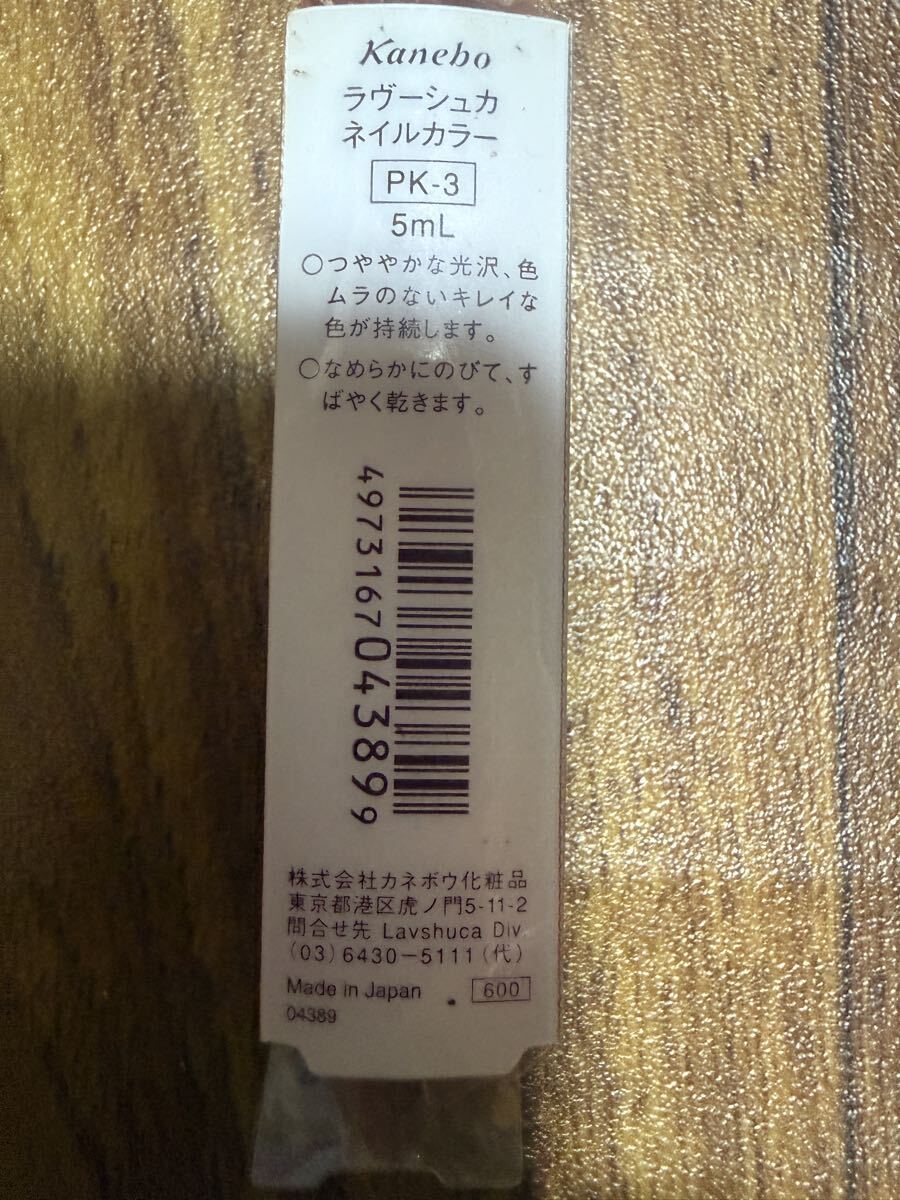 Kanebo
ラヴーシュカ
ネイルカラー
PK-3
5mL
○つややかな光沢、色
ムラのないキレイな
色が持続します。
○なめらかにのびて、す
ばやく乾きます。
4973167043899
株式会社カネボウ化粧品
東京都港区虎ノ門5-11-2
問合せ先 Lavshuca Div.
(03)6430-5111(代)
Made in Japan 600
04389